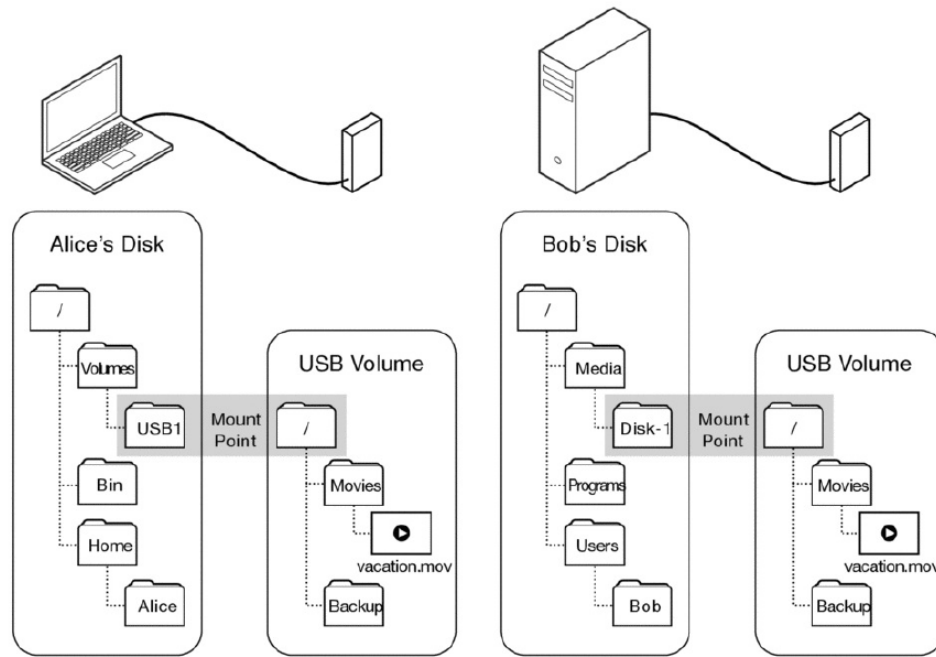 Alice's Disk
/
Volumes
USB1
Bin
Home
Alice
Mount
Point
USB Volume
/
Movies
vacation.mov
Backup
Bob's Disk
/
Media
Disk-1
Programs
Users
Bob
Mount
Point
USB Volume
/
Movies
vacation.mov
Backup